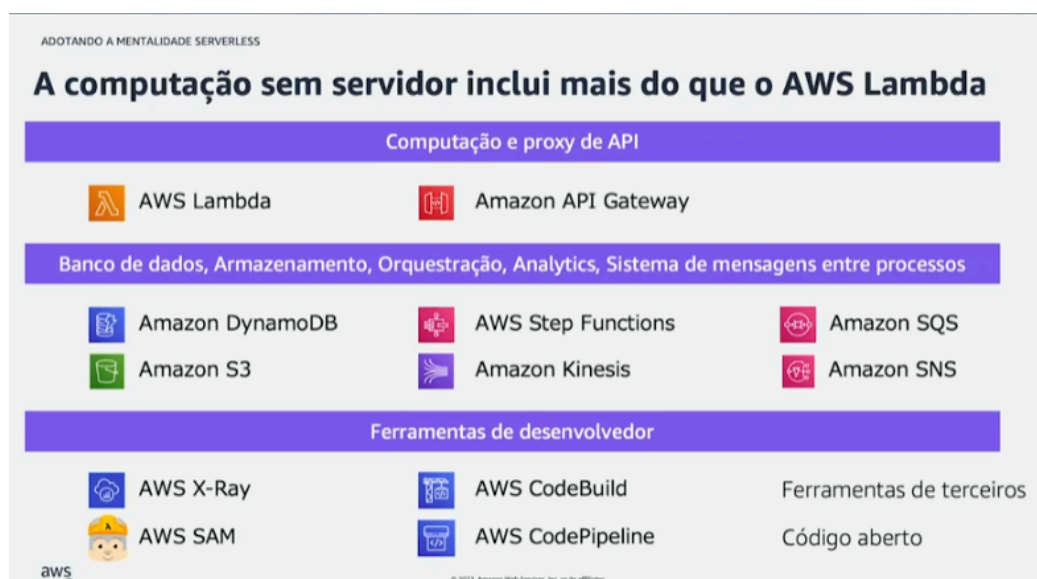 ADOTANDO A MENTALIDADE SERVERLESS
A computação sem servidor inclui mais do que o AWS Lambda
Computação e proxy de API
AWS Lambda
Amazon API Gateway
Banco de dados, Armazenamento, Orquestração, Analytics, Sistema de mensagens entre processos
Amazon DynamoDB
AWS Step Functions
Amazon SQS
Amazon S3
Amazon Kinesis
Amazon SNS
Ferramentas de desenvolvedor
AWS X-Ray
AWS CodeBuild
Ferramentas de terceiros
AWS SAM
AWS CodePipeline
Código aberto
aws